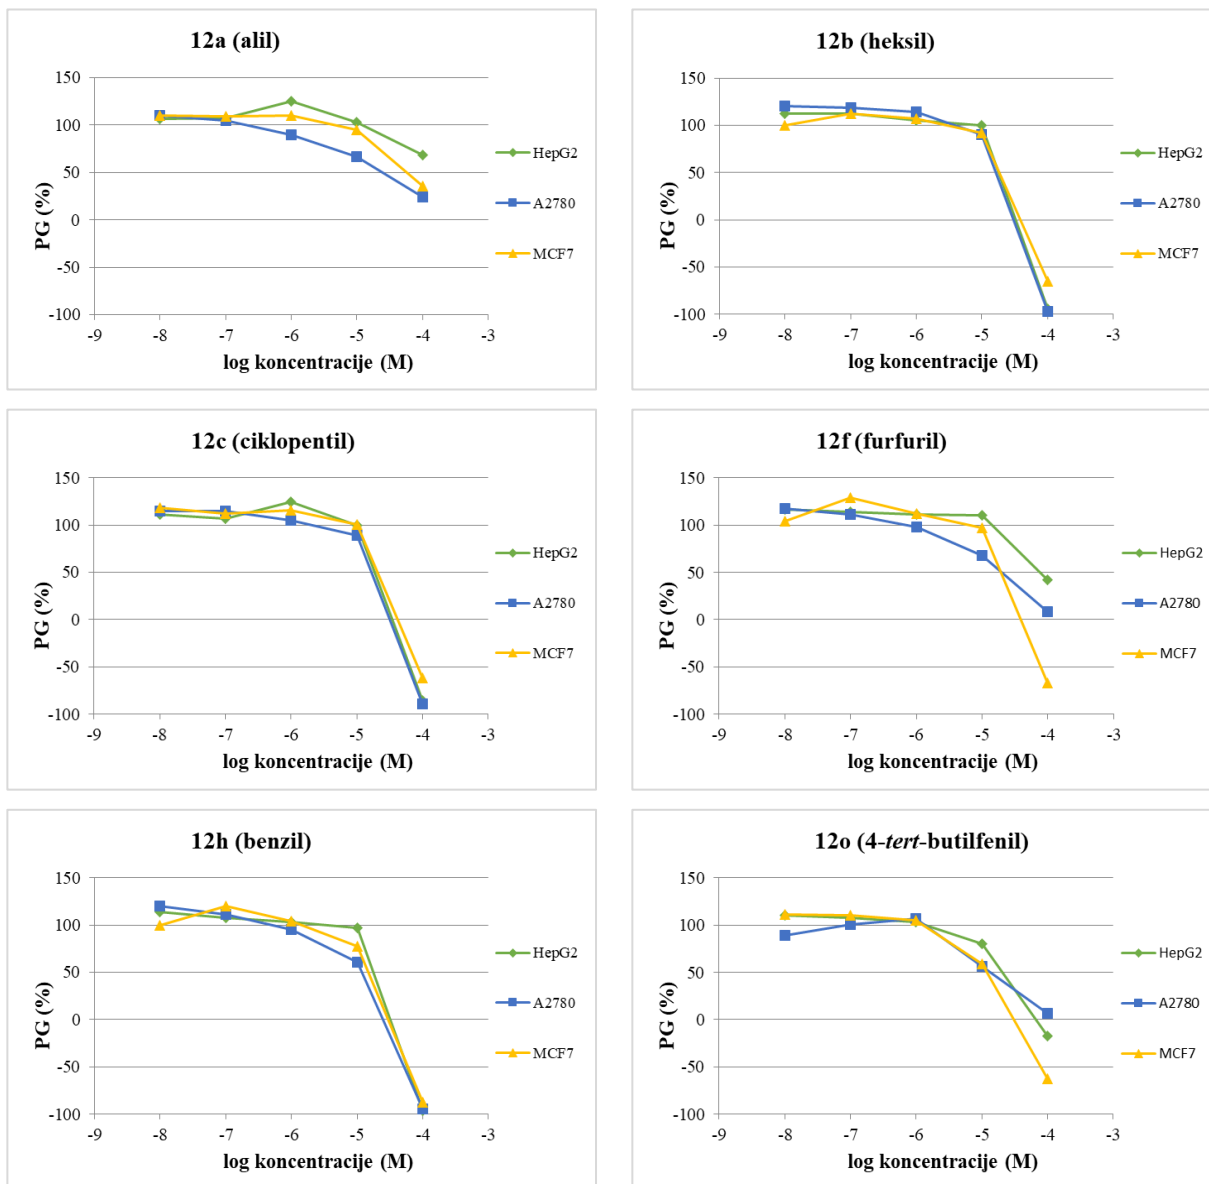 12a (alil)
150
100
50
0
-50
-100
PG (%)
-9 -8 -7 -6 -5 -4 -3
log koncentracije (M)
HepG2
A2780
MCF7
12b (heksil)
150
100
50
0
-50
-100
PG (%)
-9 -8 -7 -6 -5 -4 -3
log koncentracije (M)
HepG2
A2780
MCF7
12c (ciklopentil)
150
100
50
0
-50
-100
PG (%)
-9 -8 -7 -6 -5 -4 -3
log koncentracije (M)
HepG2
A2780
MCF7
12f (furfuril)
150
100
50
0
-50
-100
PG (%)
-9 -8 -7 -6 -5 -4 -3
log koncentracije (M)
HepG2
A2780
MCF7
12h (benzil)
150
100
50
0
-50
-100
PG (%)
-9 -8 -7 -6 -5 -4 -3
log koncentracije (M)
HepG2
A2780
MCF7
12o (4-tert-butilfenil)
150
100
50
0
-50
-100
PG (%)
-9 -8 -7 -6 -5 -4 -3
log koncentracije (M)
HepG2
A2780
MCF7